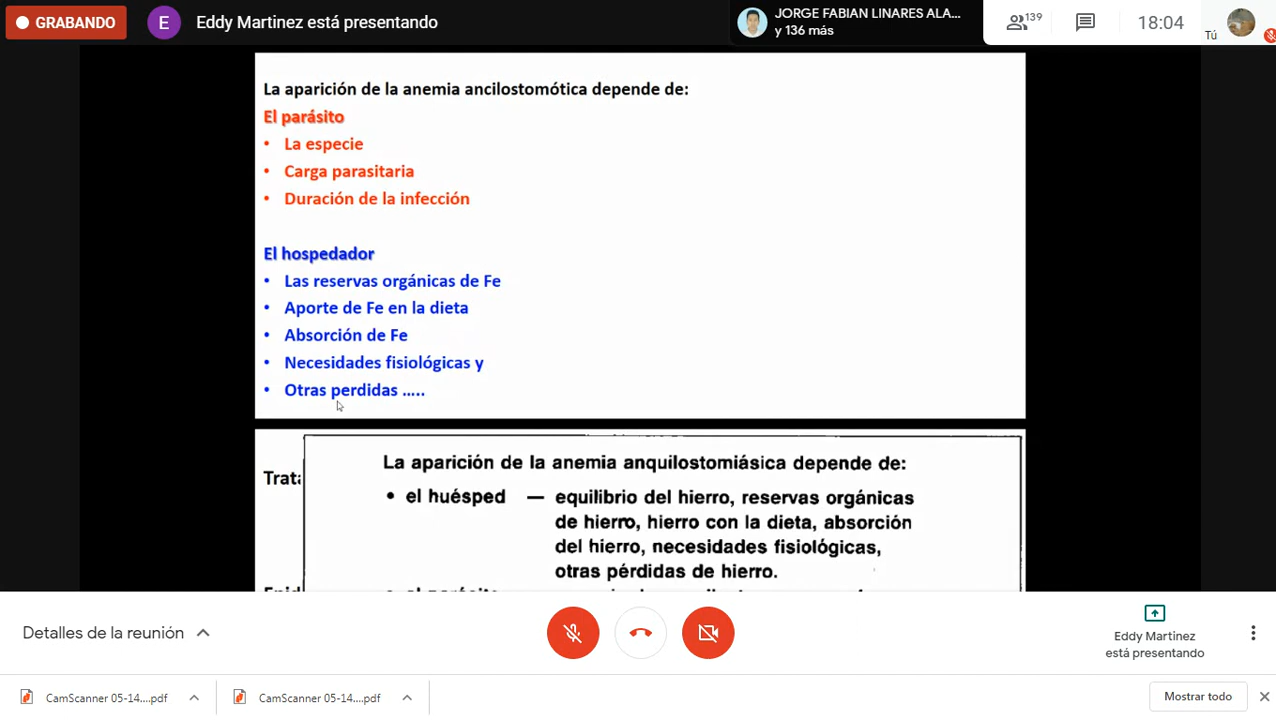 GRABANDO
E
Eddy Martinez está presentando
JORGE FABIAN LINARES ALA...
y 136 más
139
18:04
Tú
La aparición de la anemia ancilostomótica depende de:
El parásito
• La especie
• Carga parasitaria
• Duración de la infección
El hospedador
• Las reservas orgánicas de Fe
• Aporte de Fe en la dieta
• Absorción de Fe
• Necesidades fisiológicas y
• Otras perdidas .....
La aparición de la anemia anquilostomiásica depende de:
• el huésped — equilibrio del hierro, reservas orgánicas
de hierro, hierro con la dieta, absorción
del hierro, necesidades fisiológicas,
otras pérdidas de hierro.
Detalles de la reunión
Eddy Martinez
está presentando
CamScanner 05-14....pdf
CamScanner 05-14....pdf
Mostrar todo